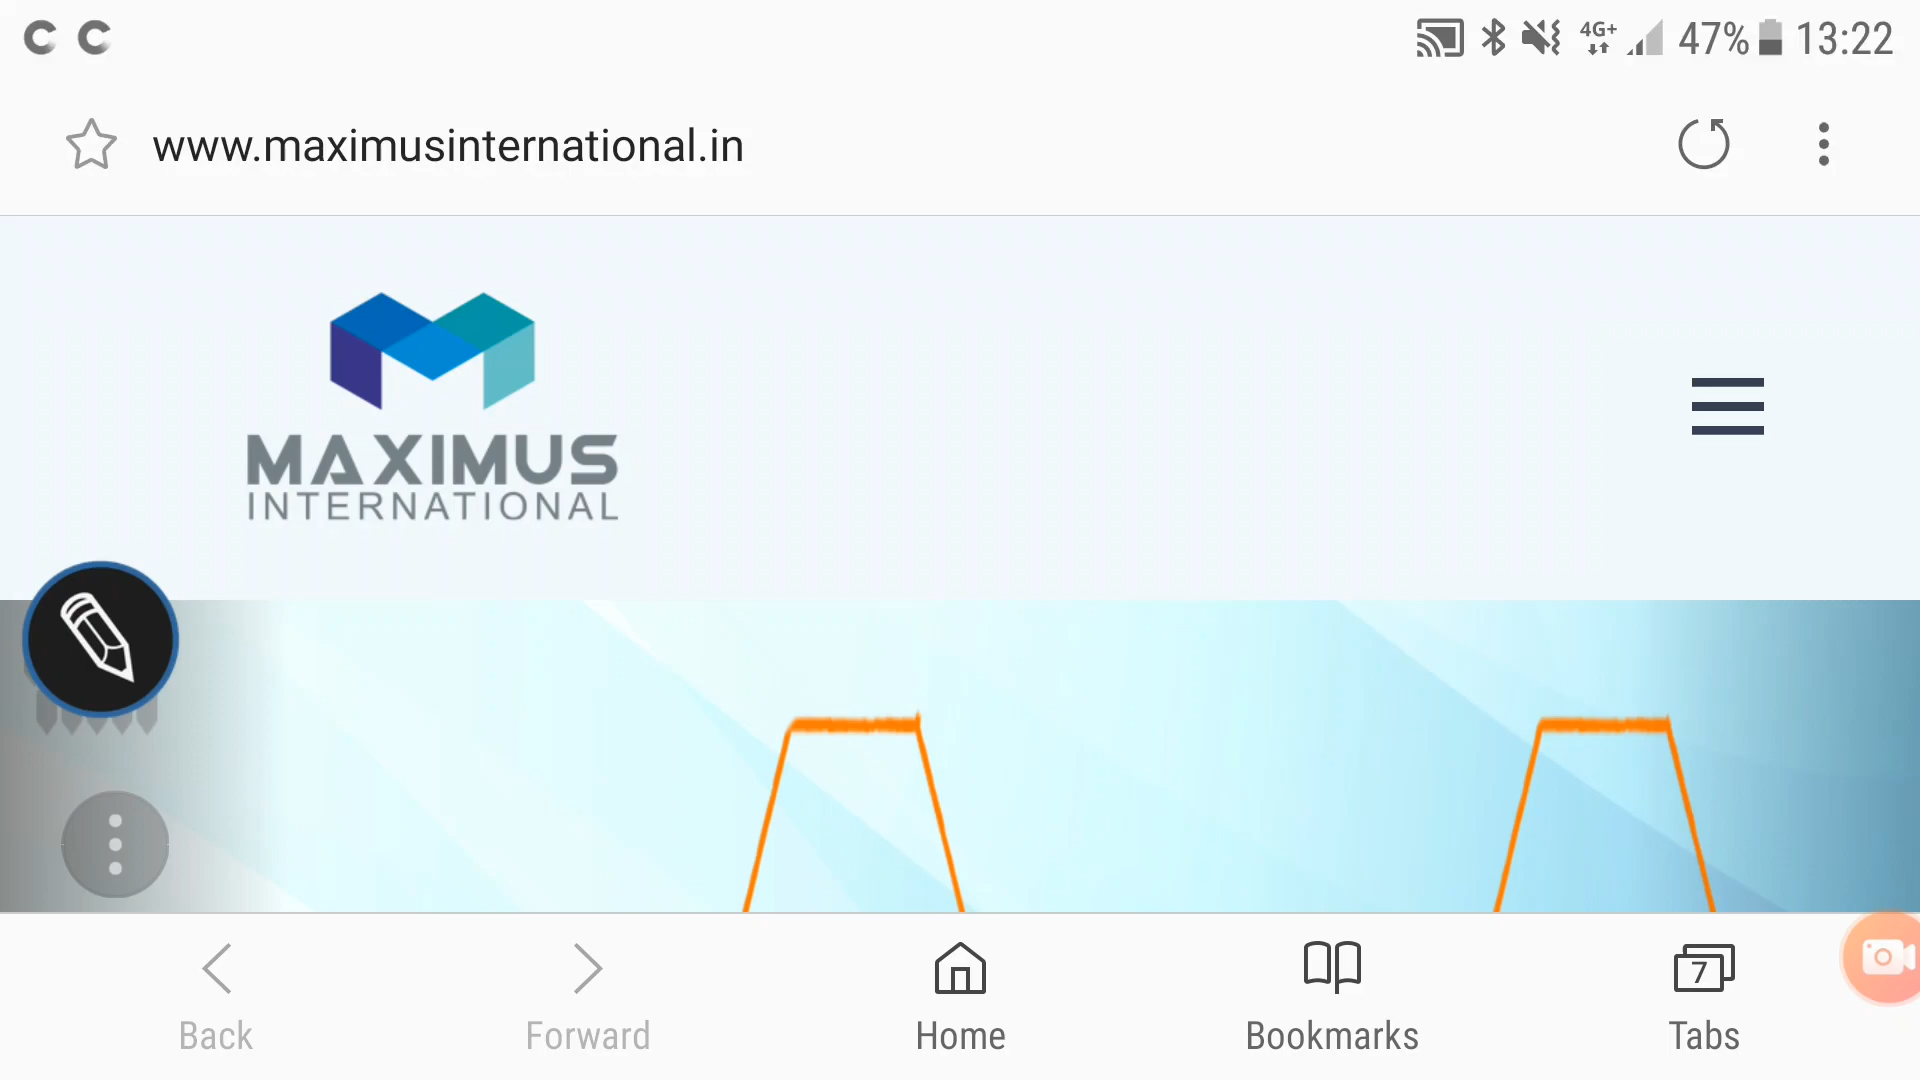 4G+ 47% 13:22
www.maximusinternational.in
MAXIMUS
INTERNATIONAL
7
Back Forward Home Bookmarks Tabs